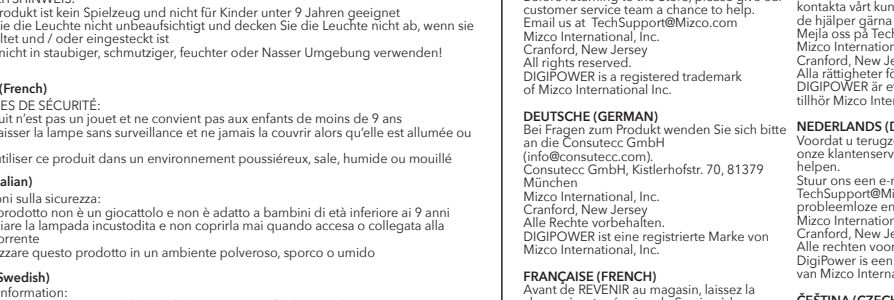 rodukt ist kein Spielzeug und nicht für Kinder unter 9 Jahren geeignet
ie die Leuchte nicht unbeaufsichtigt und decken Sie die Leuchte nicht ab, wenn sie
ltet und / oder eingesteckt ist
nicht in staubiger, schmutziger, feuchter oder Nasser Umgebung verwenden!
(French)
ES DE SÉCURITÉ:
uit n'est pas un jouet et ne convient pas aux enfants de moins de 9 ans
aisser la lampe sans surveillance et ne jamais la couvrir alors qu'elle est allumée ou
utiliser ce produit dans un environnement poussiéreux, sale, humide ou mouillé
alian)
oni sulla sicurezza:
prodotto non è un giocattolo e non è adatto a bambini di età inferiore ai 9 anni
iare la lampada incustodita e non coprirla mai quando accesa o collegata alla
orrente
zzare questo prodotto in un ambiente polveroso, sporco o umido
Swedish)
nformation:
customer service team a chance to help.
Email us at TechSupport@Mizco.com
Mizco International, Inc.
Cranford, New Jersey
All rights reserved.
DIGIPOWER is a registered trademark
of Mizco International, Inc.
DEUTSCHE (GERMAN)
Bei Fragen zum Produkt wenden Sie sich bitte
an die Consutecc GmbH
(info@consutecc.com).
Consutecc GmbH, Kistlerhofstr. 70, 81379
München
Mizco International, Inc.
Cranford, New Jersey
Alle Rechte vorbehalten.
DIGIPOWER ist eine registrierte Marke von
Mizco International, Inc.
FRANÇAISE (FRENCH)
Avant de REVENIR au magasin, laissez la
kontakta vårt kun
de hjälper gärna
Mejla oss på Tech
Mizco Internation
Cranford, New Je
Alla rättigheter fö
DIGIPOWER är et
tillhör Mizco Inter
NEDERLANDS (D
Voordat u terugze
onze klantenserv
helpen.
Stuur ons een e-r
TechSupport@Mi
probleemloze en
Mizco Internation
Cranford, New Je
Alle rechten voor
DigiPower is een
van Mizco Interna
ČEŠTINA (CZECH